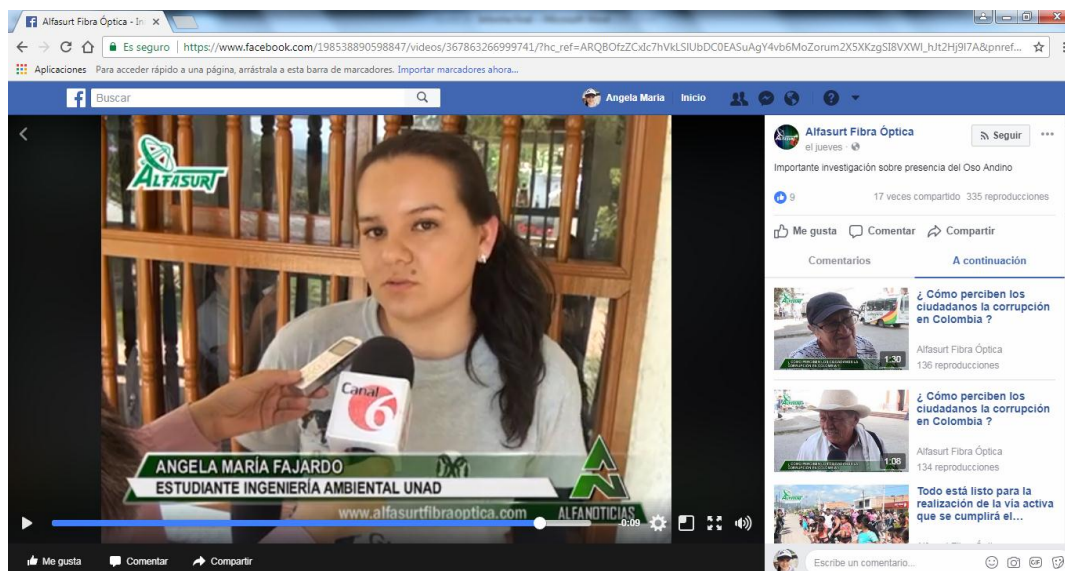 Alfasurt Fibra Óptica - In
Es seguro | https://www.facebook.com/198538890598847/videos/367863266999741/?hc_ref=ARQBOfzZCxIc7hVkLSIUbDC0EASuAgY4vb6MoZorum2X5XKzgSI8VXWI_hJt2Hj9I7A&pnref...
Aplicaciones Para acceder rápido a una página, arrástrala a esta barra de marcadores. Importar marcadores ahora...
Buscar
Angela Maria Inicio
ALFASURT
Canal
6
ANGELA MARÍA FAJARDO
ESTUDIANTE INGENIERÍA AMBIENTAL UNAD
www.alfasurtfibraoptica.com
ALFANOTICIAS
-0:09
Me gusta Comentar Compartir
Alfasurt Fibra Òptica
el jueves
Seguir
Importante investigación sobre presencia del Oso Andino
9
17 veces compartido 335 reproducciones
Me gusta Comentar Compartir
Comentarios A continuación
¿ Cómo perciben los
ciudadanos la corrupción
en Colombia ?
Alfasurt Fibra Òptica
136 reproducciones
1:30
¿ Cómo perciben los
ciudadanos la corrupción
en Colombia ?
Alfasurt Fibra Òptica
134 reproducciones
1:08
Todo está listo para la
realización de la vía activa
que se cumplirá el...
Escribe un comentario...
GIF